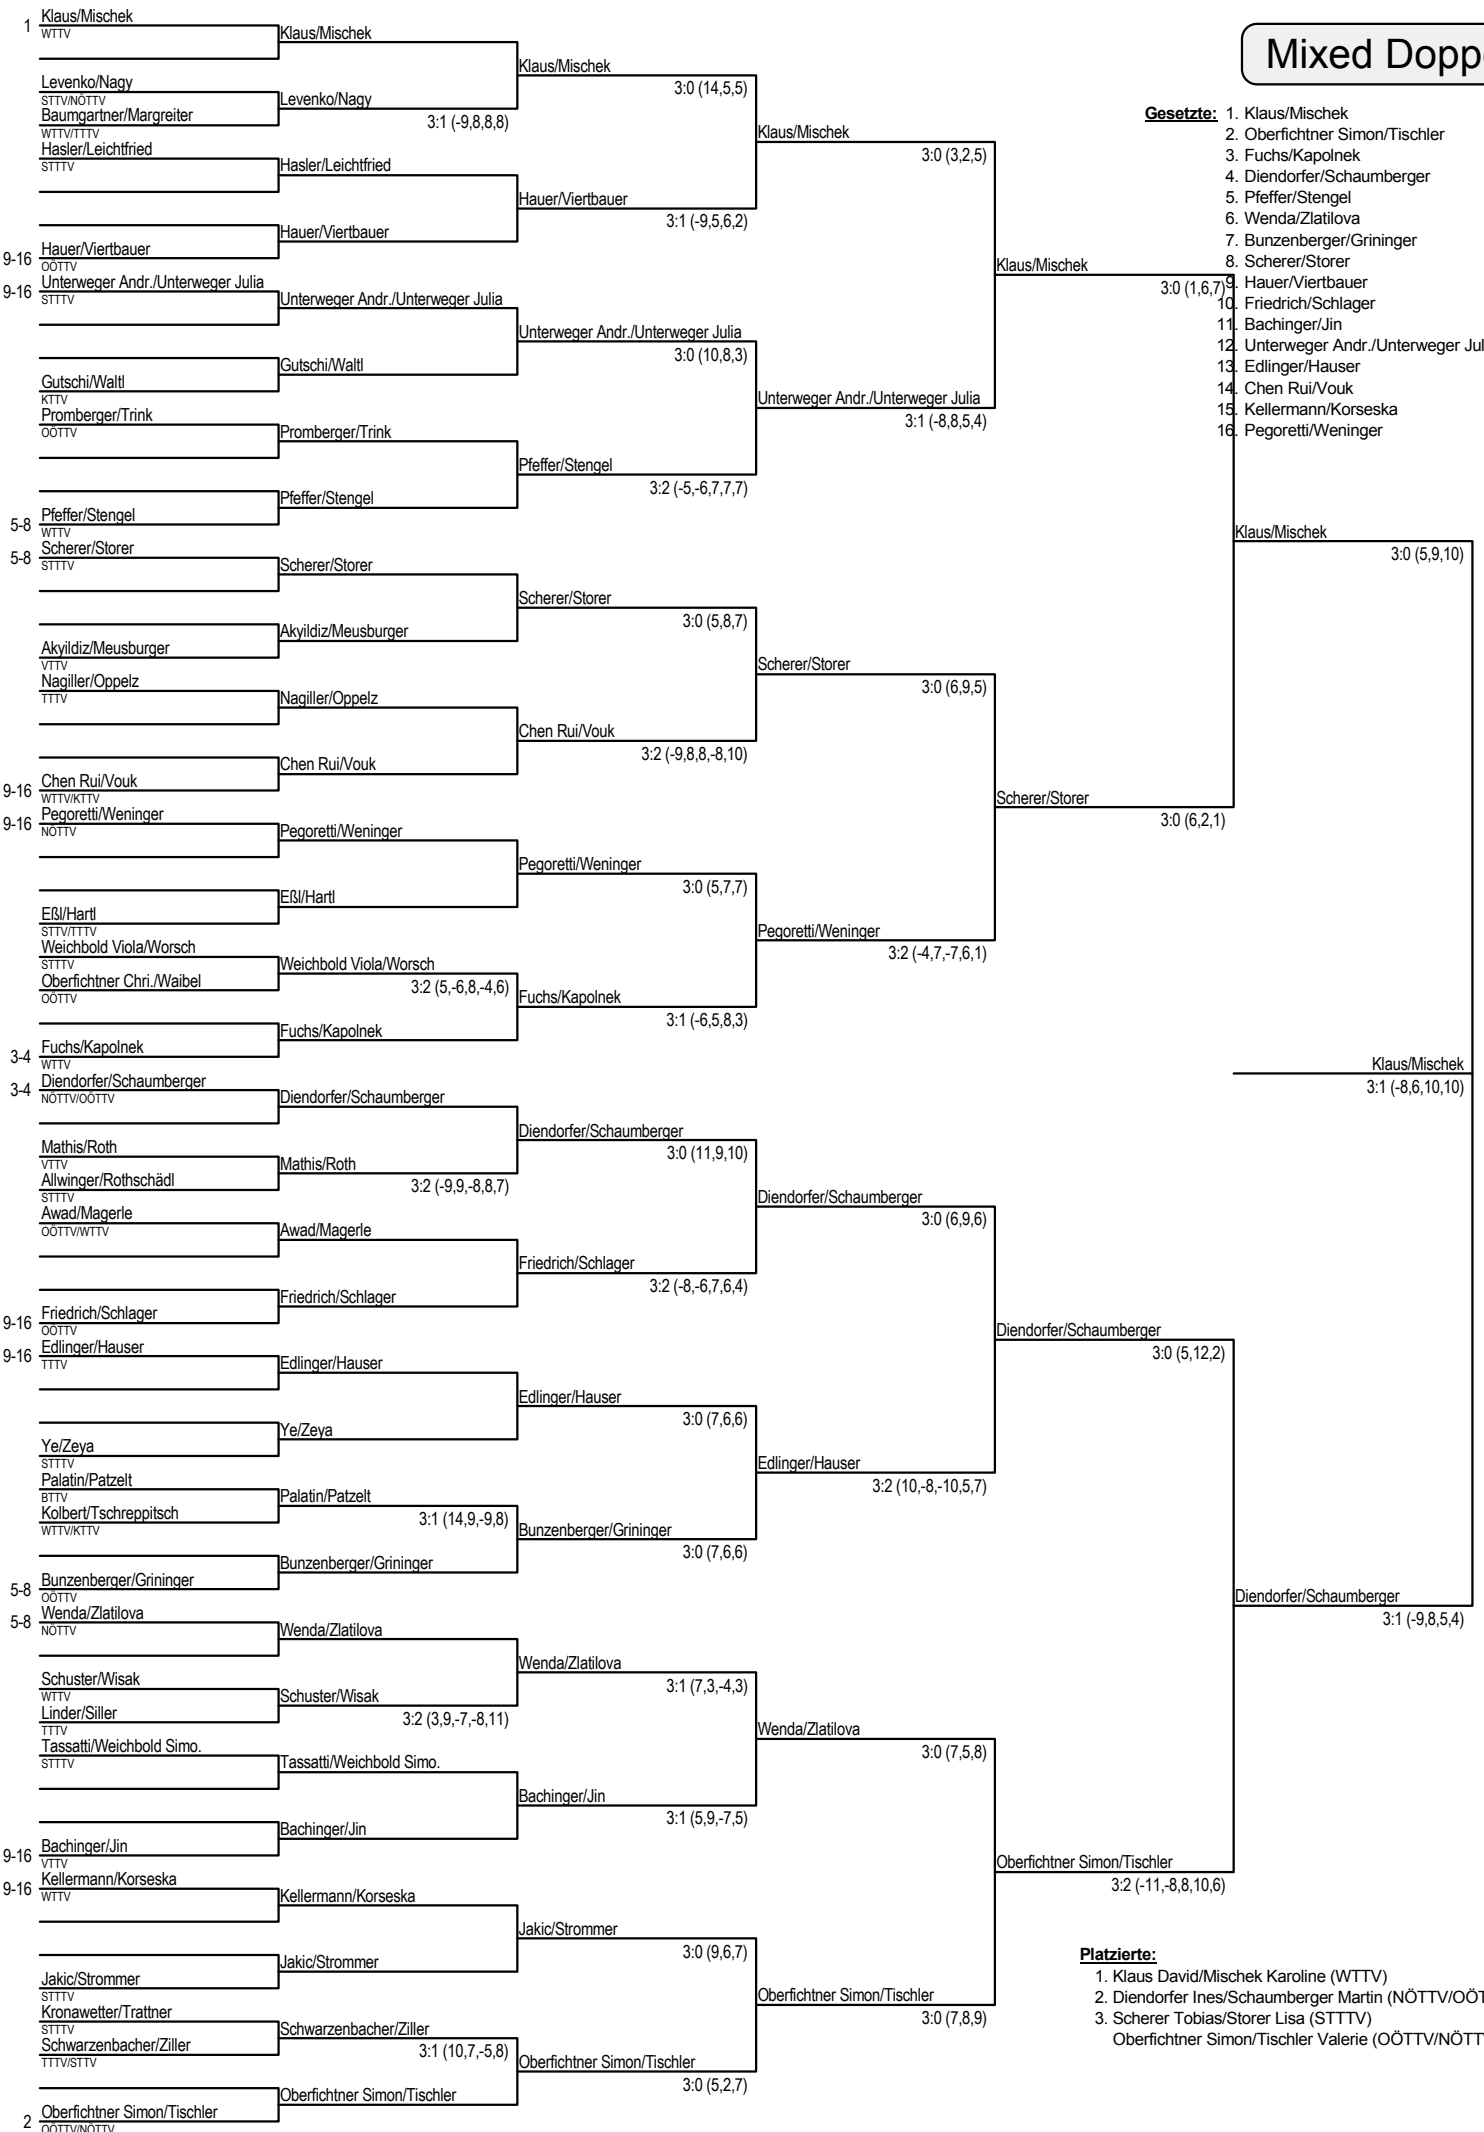 Mixed Dopp
Gesetzte: 1. Klaus/Mischek
2. Oberfichtner Simon/Tischler
3. Fuchs/Kapolnek
4. Diendorfer/Schaumberger
5. Pfeffer/Stengel
6. Wenda/Zlatilova
7. Bunzenberger/Grininger
8. Scherer/Storer
9. Hauer/Viertbauer
10. Friedrich/Schlager
11. Bachinger/Jin
12. Unterweger Andr./Unterweger Jul
13. Edlinger/Hauser
14. Chen Rui/Vouk
15. Kellermann/Korseska
16. Pegoretti/Weninger
1 Klaus/Mischek
WTTV
Levenko/Nagy
STTV/NÖTTV
Baumgartner/Margreiter
WTTV/TTTV
Hasler/Leichtfried
STTTV
9-16 Hauer/Viertbauer
OÖTTV
9-16 Unterweger Andr./Unterweger Julia
STTTV
Gutschi/Waltl
KTTV
Promberger/Trink
OÖTTV
5-8 Pfeffer/Stengel
WTTV
5-8 Scherer/Storer
STTTV
Akyildiz/Meusburger
VTTV
Nagiller/Oppelz
TTTV
9-16 Chen Rui/Vouk
WTTV/KTTV
9-16 Pegoretti/Weninger
NÖTTV
Eßl/Hartl
STTV/TTTV
Weichbold Viola/Worsch
STTTV
Oberfichtner Chri./Waibel
OÖTTV
3-4 Fuchs/Kapolnek
WTTV
3-4 Diendorfer/Schaumberger
NÖTTV/OÖTTV
Mathis/Roth
VTTV
Allwinger/Rothschädl
STTTV
Awad/Magerle
OÖTTV/WTTV
9-16 Friedrich/Schlager
OÖTTV
9-16 Edlinger/Hauser
TTTV
Ye/Zeya
STTTV
Palatin/Patzelt
BTTV
Kolbert/Tschreppitsch
WTTV/KTTV
5-8 Bunzenberger/Grininger
OÖTTV
5-8 Wenda/Zlatilova
NÖTTV
Schuster/Wisak
WTTV
Linder/Siller
TTTV
Tassatti/Weichbold Simo.
STTTV
9-16 Bachinger/Jin
VTTV
9-16 Kellermann/Korseska
WTTV
Jakic/Strommer
STTTV
Kronawetter/Trattner
STTTV
Schwarzenbacher/Ziller
TTTV/STTV
2 Oberfichtner Simon/Tischler
OÖTTV/NÖTTV
Klaus/Mischek
Levenko/Nagy
3:1 (-9,8,8,8)
Hasler/Leichtfried
Hauer/Viertbauer
Unterweger Andr./Unterweger Julia
Gutschi/Waltl
Promberger/Trink
Pfeffer/Stengel
Scherer/Storer
Akyildiz/Meusburger
Nagiller/Oppelz
Chen Rui/Vouk
Pegoretti/Weninger
Eßl/Hartl
Weichbold Viola/Worsch
3:2 (5,-6,8,-4,6)
Fuchs/Kapolnek
Diendorfer/Schaumberger
Mathis/Roth
3:2 (-9,9,-8,8,7)
Awad/Magerle
Friedrich/Schlager
Edlinger/Hauser
Ye/Zeya
Palatin/Patzelt
3:1 (14,9,-9,8)
Bunzenberger/Grininger
Wenda/Zlatilova
Schuster/Wisak
3:2 (3,9,-7,-8,11)
Tassatti/Weichbold Simo.
Bachinger/Jin
Kellermann/Korseska
Jakic/Strommer
Schwarzenbacher/Ziller
3:1 (10,7,-5,8)
Oberfichtner Simon/Tischler
Klaus/Mischek
3:0 (14,5,5)
Hauer/Viertbauer
3:1 (-9,5,6,2)
Unterweger Andr./Unterweger Julia
3:0 (10,8,3)
Pfeffer/Stengel
3:2 (-5,-6,7,7,7)
Scherer/Storer
3:0 (5,8,7)
Chen Rui/Vouk
3:2 (-9,8,8,-8,10)
Pegoretti/Weninger
3:0 (5,7,7)
Fuchs/Kapolnek
3:1 (-6,5,8,3)
Diendorfer/Schaumberger
3:0 (11,9,10)
Friedrich/Schlager
3:2 (-8,-6,7,6,4)
Edlinger/Hauser
3:0 (7,6,6)
Bunzenberger/Grininger
3:0 (7,6,6)
Wenda/Zlatilova
3:1 (7,3,-4,3)
Bachinger/Jin
3:1 (5,9,-7,5)
Jakic/Strommer
3:0 (9,6,7)
Oberfichtner Simon/Tischler
3:0 (5,2,7)
Klaus/Mischek
3:0 (3,2,5)
Unterweger Andr./Unterweger Julia
3:1 (-8,8,5,4)
Scherer/Storer
3:0 (6,9,5)
Pegoretti/Weninger
3:2 (-4,7,-7,6,1)
Diendorfer/Schaumberger
3:0 (6,9,6)
Edlinger/Hauser
3:2 (10,-8,-10,5,7)
Wenda/Zlatilova
3:0 (7,5,8)
Oberfichtner Simon/Tischler
3:0 (7,8,9)
Klaus/Mischek
3:0 (1,6,7)
Scherer/Storer
3:0 (6,2,1)
Diendorfer/Schaumberger
3:0 (5,12,2)
Oberfichtner Simon/Tischler
3:2 (-11,-8,8,10,6)
Klaus/Mischek
3:0 (5,9,10)
Diendorfer/Schaumberger
3:1 (-9,8,5,4)
Klaus/Mischek
3:1 (-8,6,10,10)
Platzierte:
1. Klaus David/Mischek Karoline (WTTV)
2. Diendorfer Ines/Schaumberger Martin (NÖTTV/OÖT
3. Scherer Tobias/Storer Lisa (STTTV)
Oberfichtner Simon/Tischler Valerie (OÖTTV/NÖTT